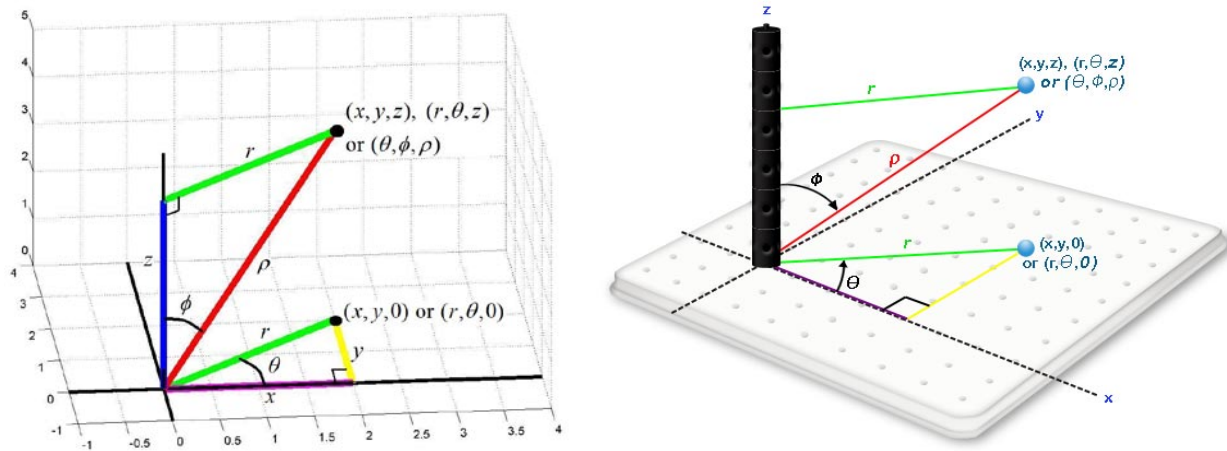 5
4
3
2
1
0
4
3
2
1
0
-1
-1
-0.5
0
0.5
1
1.5
2
2.5
3
3.5
4
(x, y, z), (r, θ, z)
or (θ, ϕ, ρ)
r
z
ρ
ϕ
(x, y, 0) or (r, θ, 0)
r
θ
y
x
z
(x,y,z), (r,θ,z)
or (θ,ϕ,ρ)
r
y
ρ
ϕ
r
(x,y,0)
or (r,θ,0)
θ
x